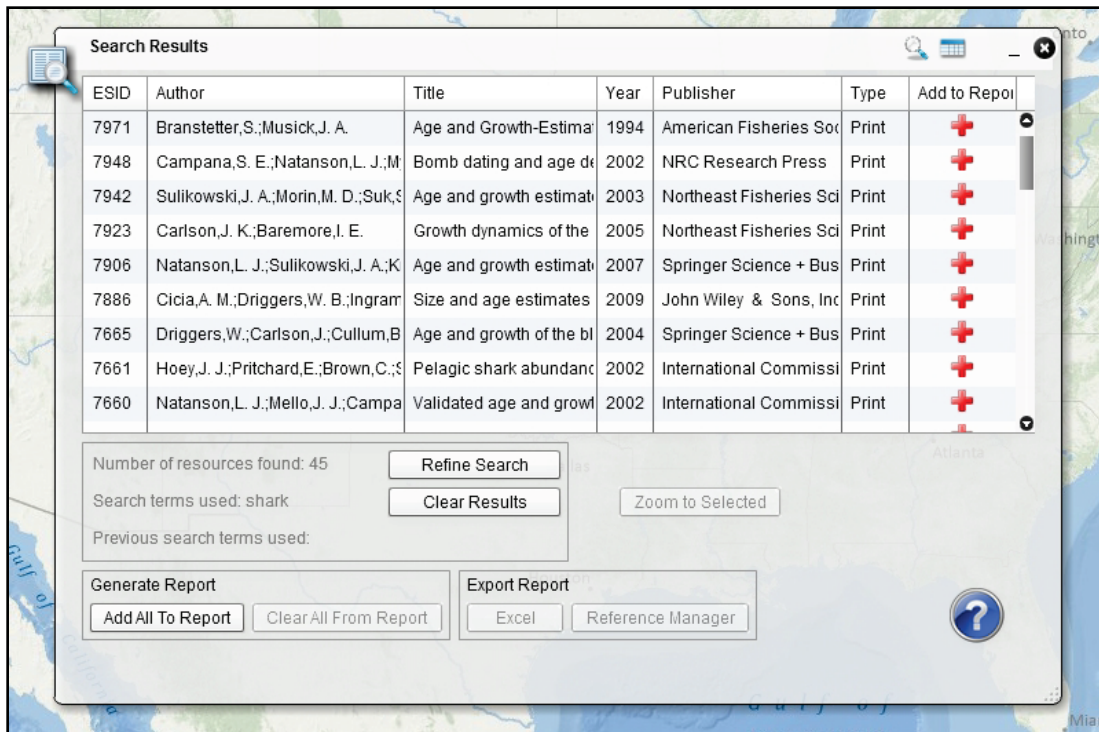 Search Results
ESID Author Title Year Publisher Type Add to Repor
7971 Branstetter,S.;Musick,J. A. Age and Growth-Estima 1994 American Fisheries Soc Print
7948 Campana,S. E.;Natanson,L. J.;M Bomb dating and age de 2002 NRC Research Press Print
7942 Sulikowski,J. A.;Morin,M. D.;Suk,S Age and growth estimat 2003 Northeast Fisheries Sci Print
7923 Carlson,J. K.;Baremore,I. E. Growth dynamics of the 2005 Northeast Fisheries Sci Print
7906 Natanson,L. J.;Sulikowski,J. A.;K Age and growth estimat 2007 Springer Science + Bus Print
7886 Cicia,A. M.;Driggers,W. B.;Ingram Size and age estimates 2009 John Wiley & Sons, Inc Print
7665 Driggers,W.;Carlson,J.;Cullum,B Age and growth of the bl 2004 Springer Science + Bus Print
7661 Hoey,J. J.;Pritchard,E.;Brown,C.;S Pelagic shark abundanc 2002 International Commissi Print
7660 Natanson,L. J.;Mello,J. J.;Campa Validated age and growt 2002 International Commissi Print
Number of resources found: 45
Refine Search
Search terms used: shark
Clear Results
Zoom to Selected
Previous search terms used:
Generate Report
Add All To Report Clear All From Report
Export Report
Excel Reference Manager
?
onto
hingt
Atlanta
Gulf of
California
Gulf of
Mia